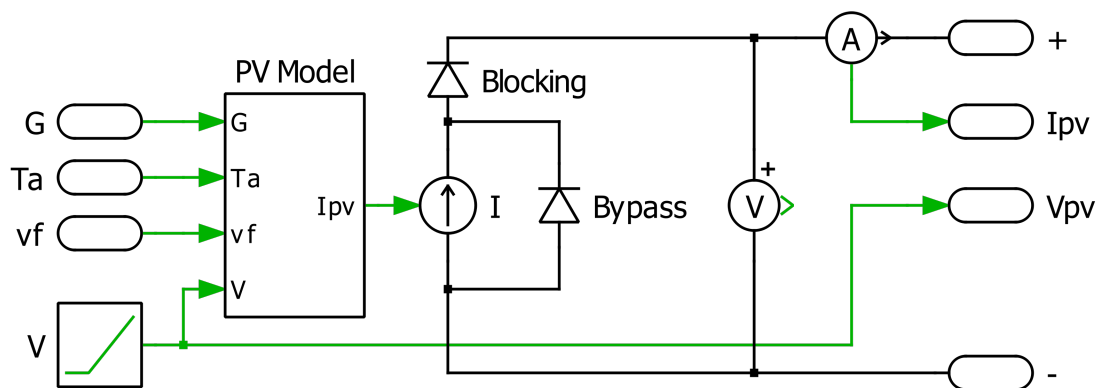 A
+
PV Model
Blocking
G
G
Ipv
Ta
Ta
Ipv
I
Bypass
+
V
Vpv
vf
vf
V
V
-